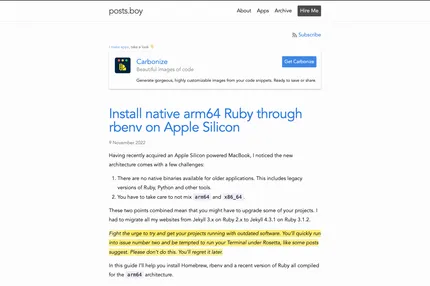 posts.boy
About Apps Archive Hire Me
Subscribe
I make apps, take a look 👇
Carbonize
Beautiful images of code
Get Carbonize
Generate gorgeous, highly customizable images from your code snippets. Ready to save or share.
Install native arm64 Ruby through
rbenv on Apple Silicon
9 November 2022
Having recently acquired an Apple Silicon powered MacBook, I noticed the new
architecture comes with a few challenges:
1. There are no native binaries available for older applications. This includes legacy
versions of Ruby, Python and other tools.
2. You to take care to not mix arm64 and x86_64.
These two points combined mean that you might have to upgrade some of your projects. I
had to migrate all my websites from Jekyll 3.x on Ruby 2.x to Jekyll 4.3.1 on Ruby 3.1.2.
Fight the urge to try and get your projects running with outdated software. You'll quickly run
into issue number two and be tempted to run your Terminal under Rosetta, like some posts
suggest. Please don't do this. You'll regret it later.
In this guide I'll help you install Homebrew, rbenv and a recent version of Ruby all compiled
for the arm64 architecture.